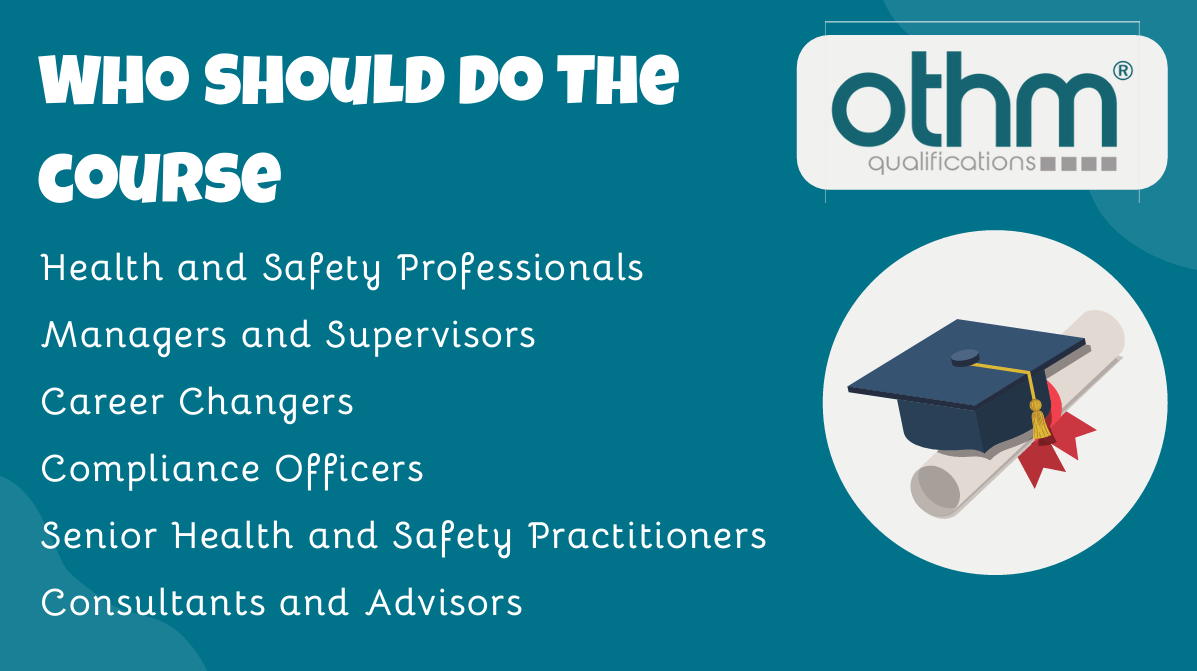 Who Should Do the
Course
othm®
qualifications
Health and Safety Professionals
Managers and Supervisors
Career Changers
Compliance Officers
Senior Health and Safety Practitioners
Consultants and Advisors